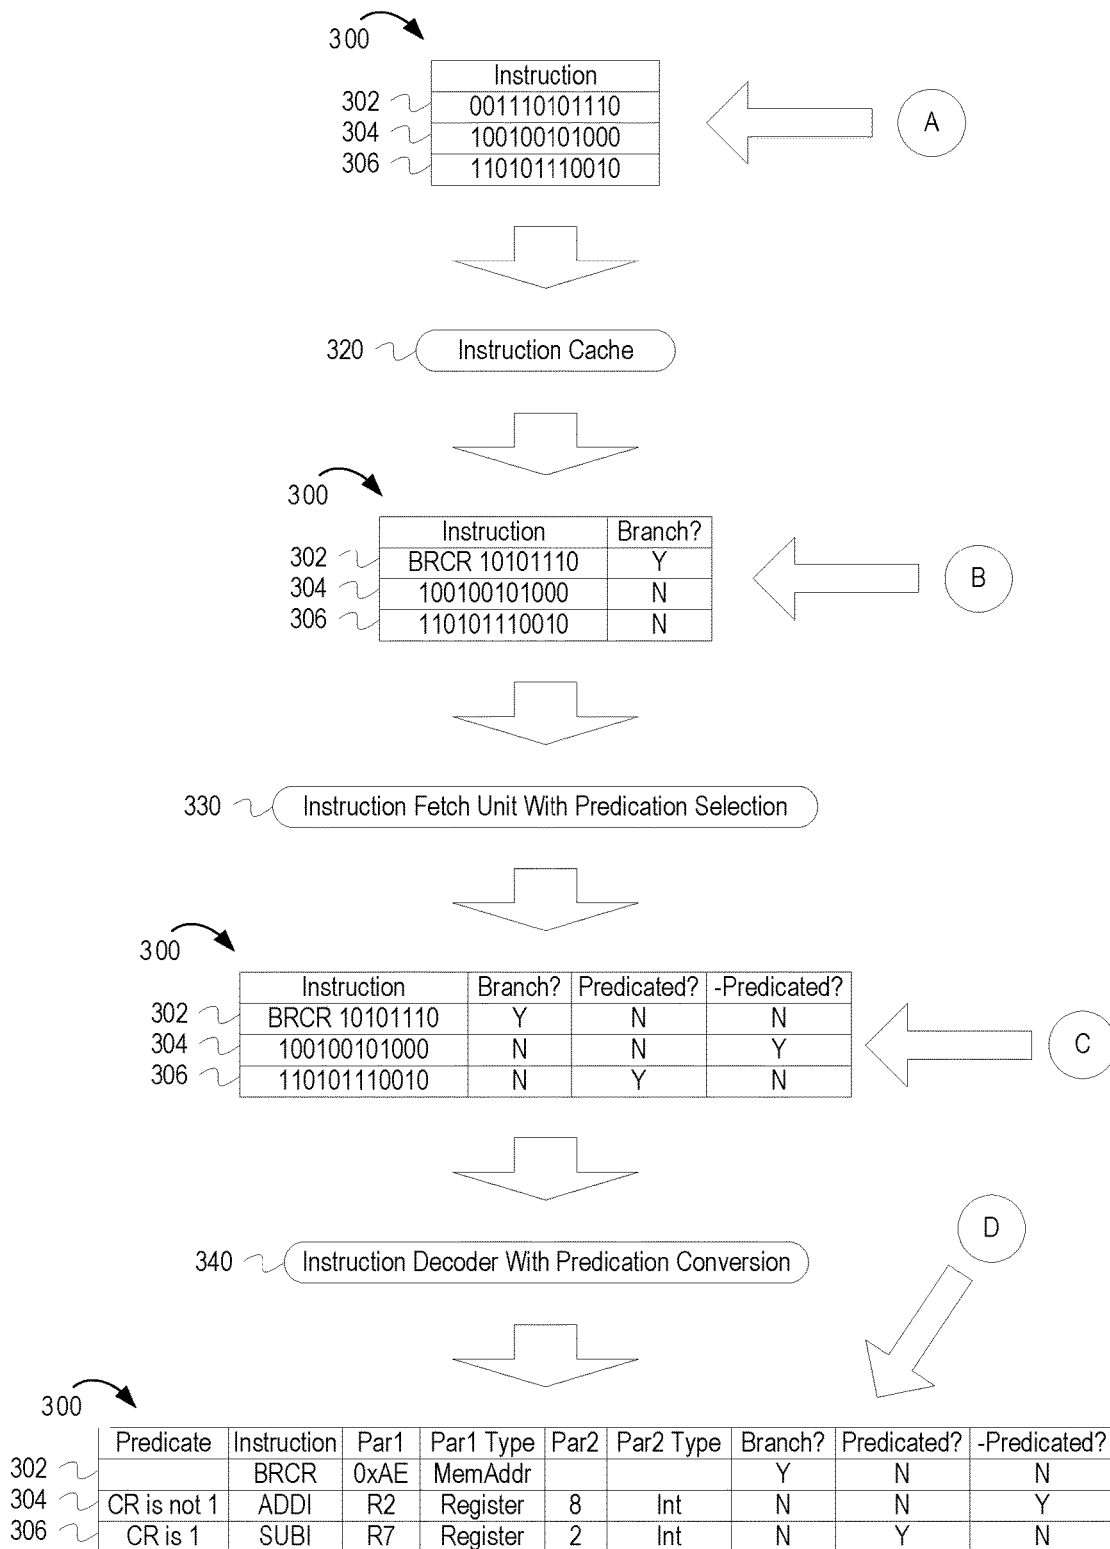 300
Instruction
302 001110101110
304 100100101000
306 110101110010
A
320 Instruction Cache
300
Instruction Branch?
302 BRCR 10101110 Y
304 100100101000 N
306 110101110010 N
B
330 Instruction Fetch Unit With Predication Selection
300
Instruction Branch? Predicated? -Predicated?
302 BRCR 10101110 Y N N
304 100100101000 N N Y
306 110101110010 N Y N
C
340 Instruction Decoder With Predication Conversion
D
300
Predicate Instruction Par1 Par1 Type Par2 Par2 Type Branch? Predicated? -Predicated?
302 BRCR 0xAE MemAddr Y N N
304 CR is not 1 ADDI R2 Register 8 Int N N Y
306 CR is 1 SUBI R7 Register 2 Int N Y N